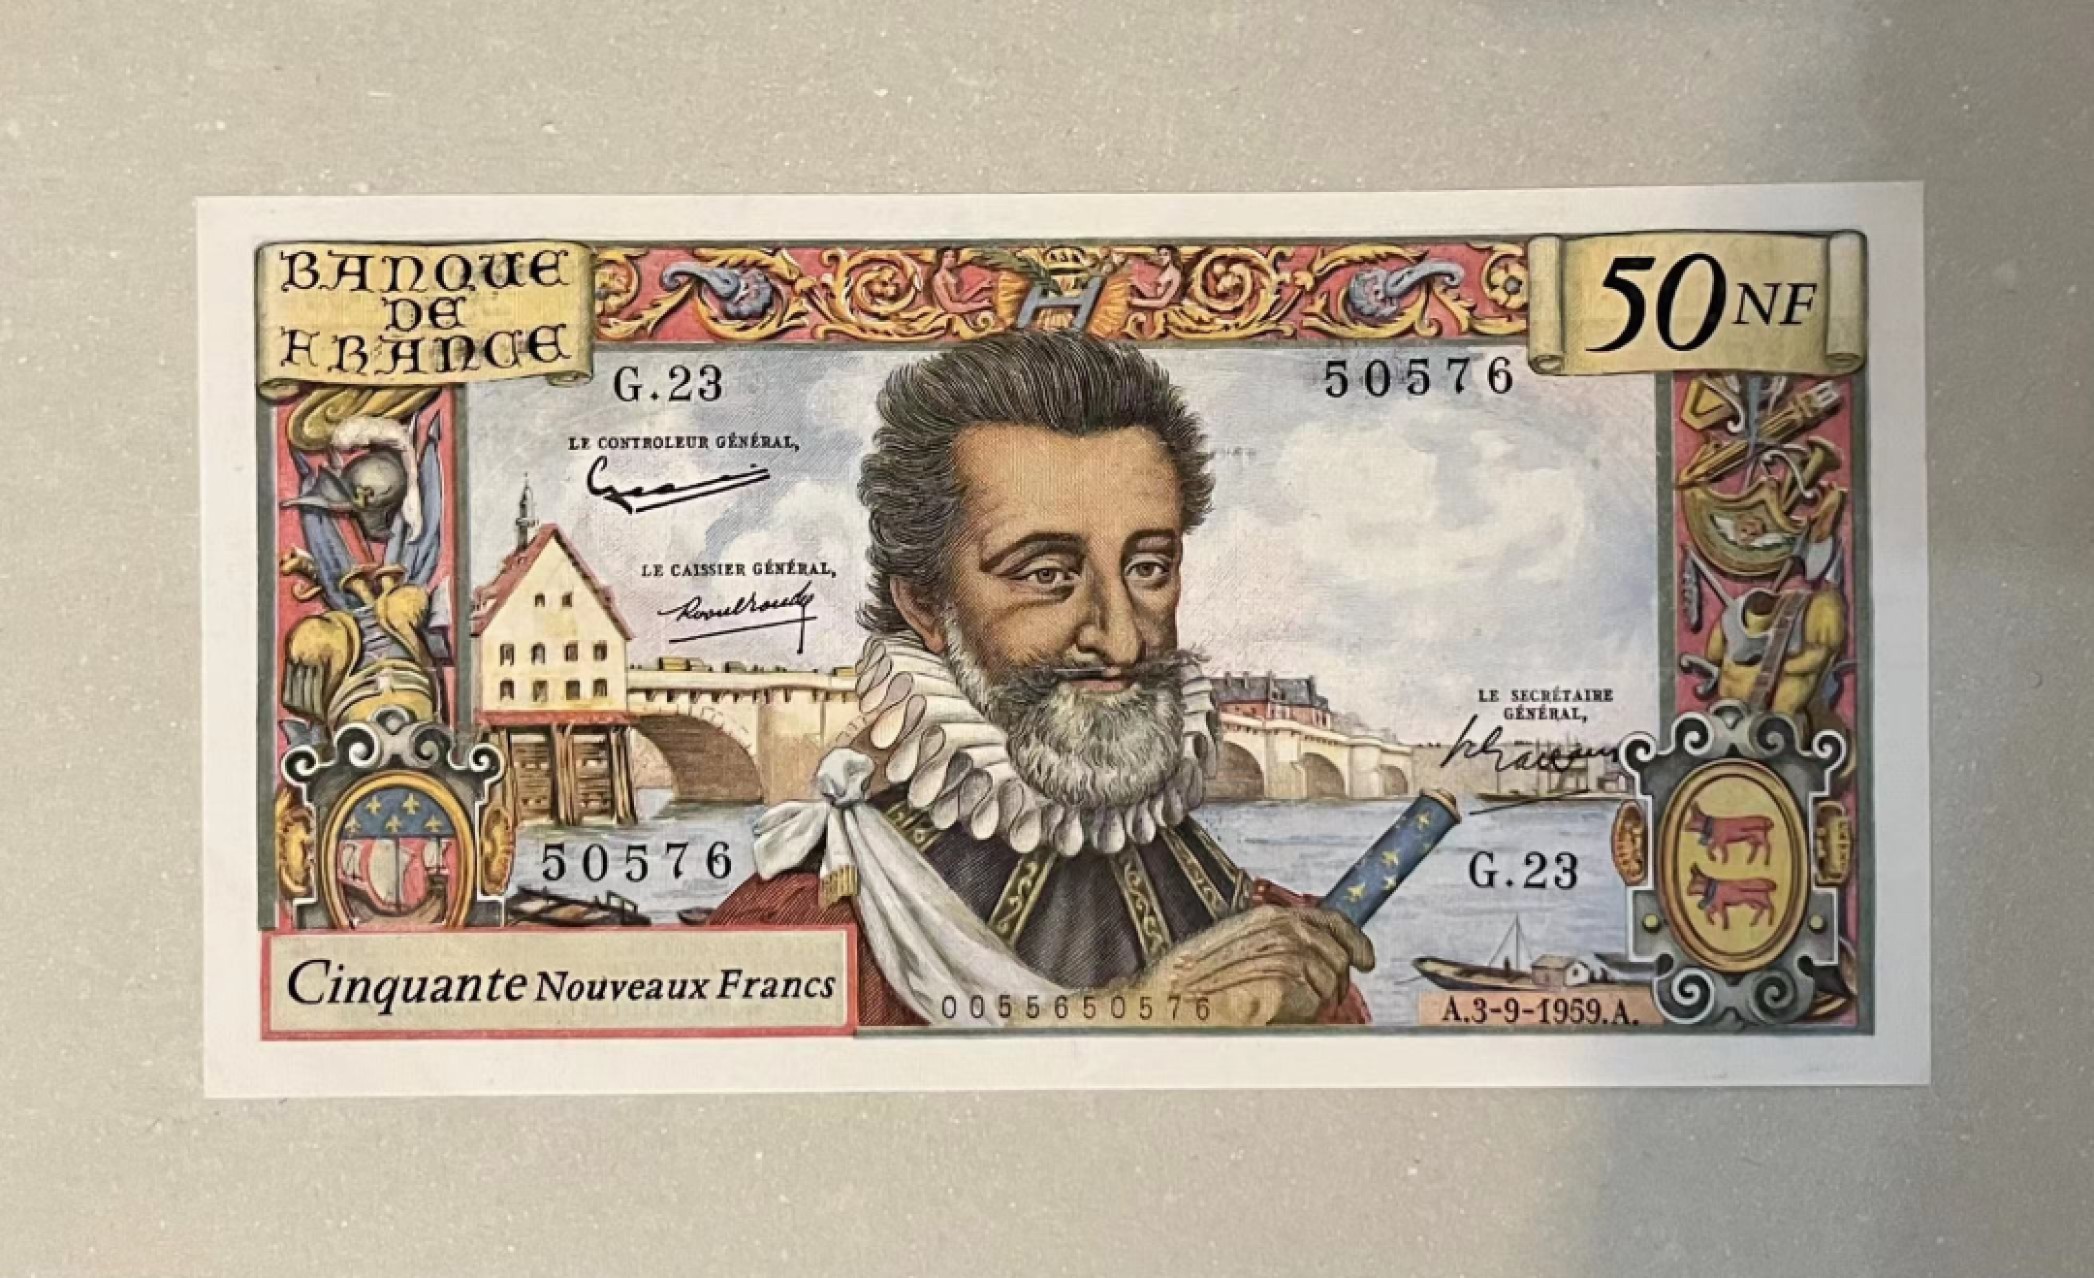 BANQUE
DE
FRANCE
50 NF
G.23
50576
LE CONTROLEUR GÉNÉRAL,
LE CAISSIER GÉNÉRAL,
LE SECRÉTAIRE
GÉNÉRAL,
50576
G.23
Cinquante Nouveaux Francs
0055650576
A.3-9-1959.A.